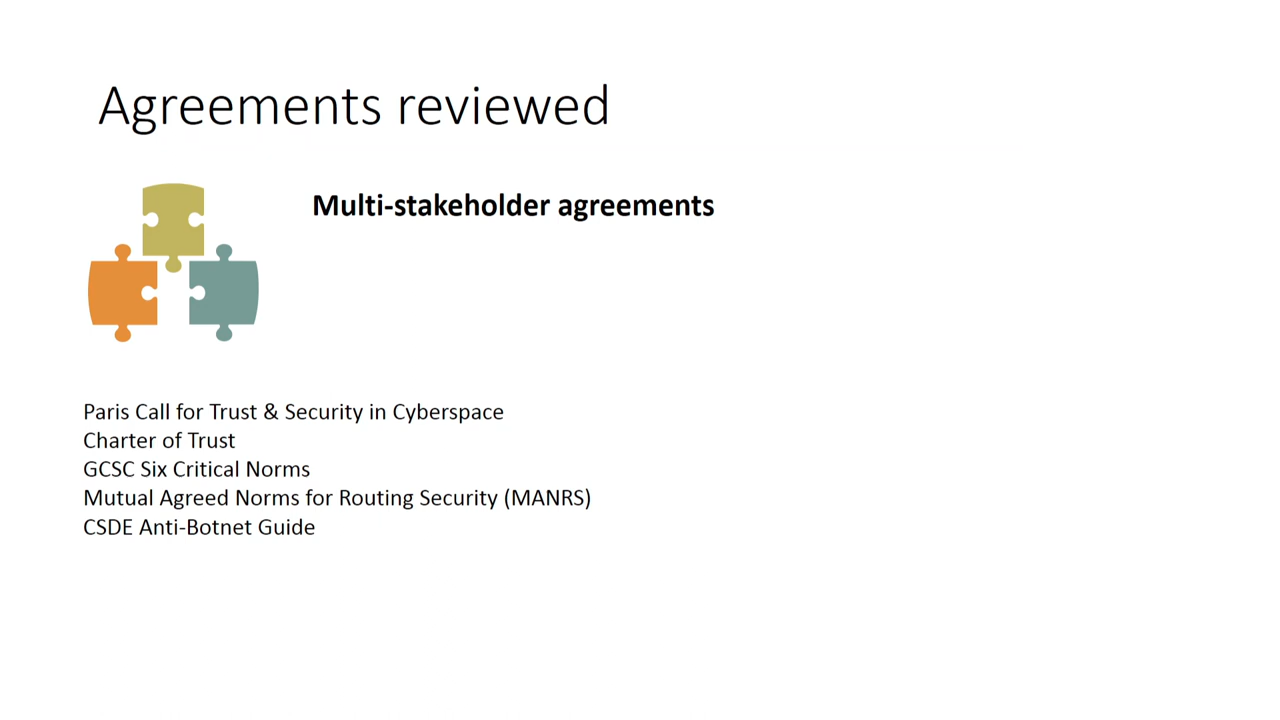 Agreements reviewed
Multi-stakeholder agreements
Paris Call for Trust & Security in Cyberspace
Charter of Trust
GCSC Six Critical Norms
Mutual Agreed Norms for Routing Security (MANRS)
CSDE Anti-Botnet Guide